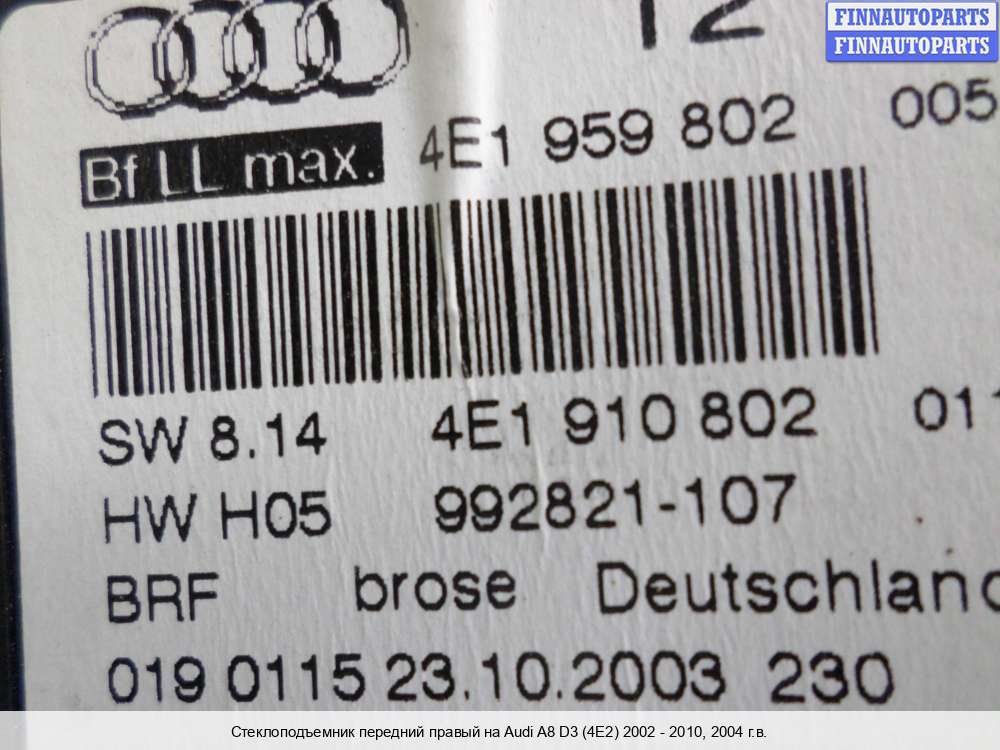 12
FINNAUTOPARTS
FINNAUTOPARTS
Bf LL max. 4E1 959 802 005
SW 8.14 4E1 910 802 011
HW H05 992821-107
BRF brose Deutschland
019 0115 23.10.2003 230
Стеклоподъемник передний правый на Audi A8 D3 (4E2) 2002 - 2010, 2004 г.в.